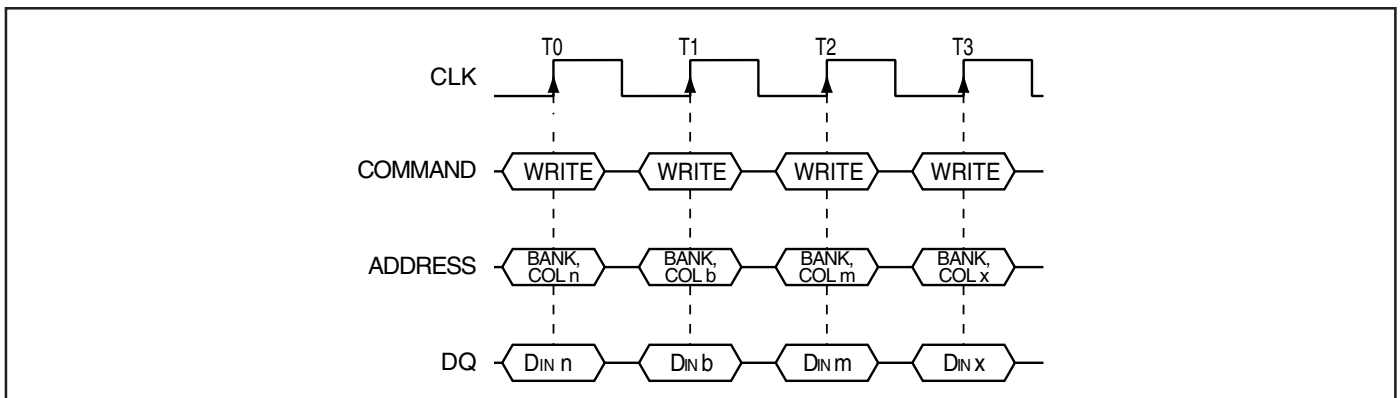 T0 T1 T2 T3
CLK
COMMAND WRITE WRITE WRITE WRITE
ADDRESS BANK, COL n BANK, COL b BANK, COL m BANK, COL x
DQ DIN n DIN b DIN m DIN x